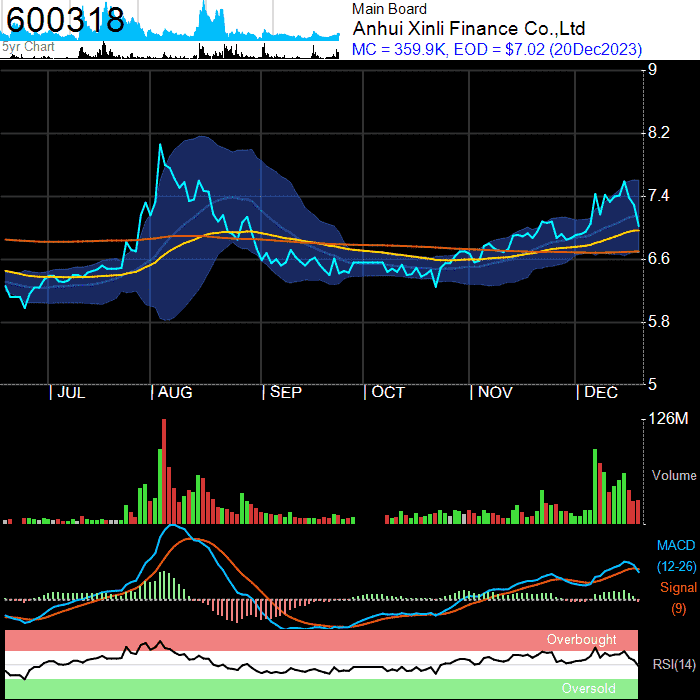 600318
Main Board
Anhui Xinli Finance Co.,Ltd
5yr Chart
MC = 359.9K, EOD = $7.02 (20Dec2023)
9
8.2
7.4
6.6
5.8
5
| JUL | AUG | SEP | OCT | NOV | DEC
126M
Volume
MACD
(12-26)
Signal
(9)
Overbought
RSI(14)
Oversold